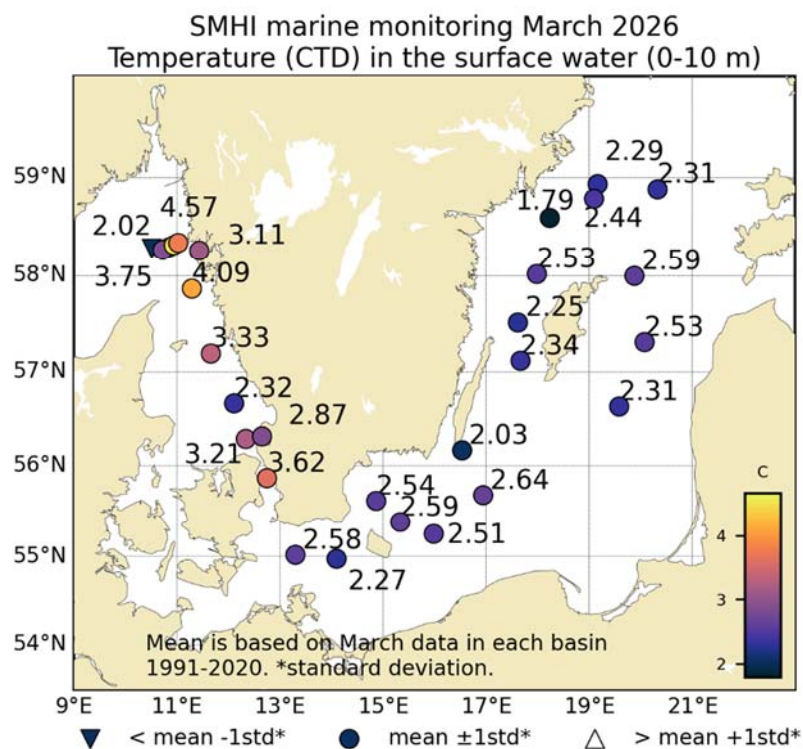 SMHI marine monitoring March 2026
Temperature (CTD) in the surface water (0-10 m)
59°N
58°N
57°N
56°N
55°N
54°N
2.29
2.31
1.79
2.44
4.57
2.02
3.11
3.75
4.09
2.53
2.59
2.25
3.33
2.34
2.53
2.32
2.31
2.87
2.03
3.21
3.62
2.64
2.54
2.59
2.51
2.58
2.27
C
4
3
2
Mean is based on March data in each basin
1991-2020. *standard deviation.
9°E 11°E 13°E 15°E 17°E 19°E 21°E
< mean -1std* mean ±1std* > mean +1std*